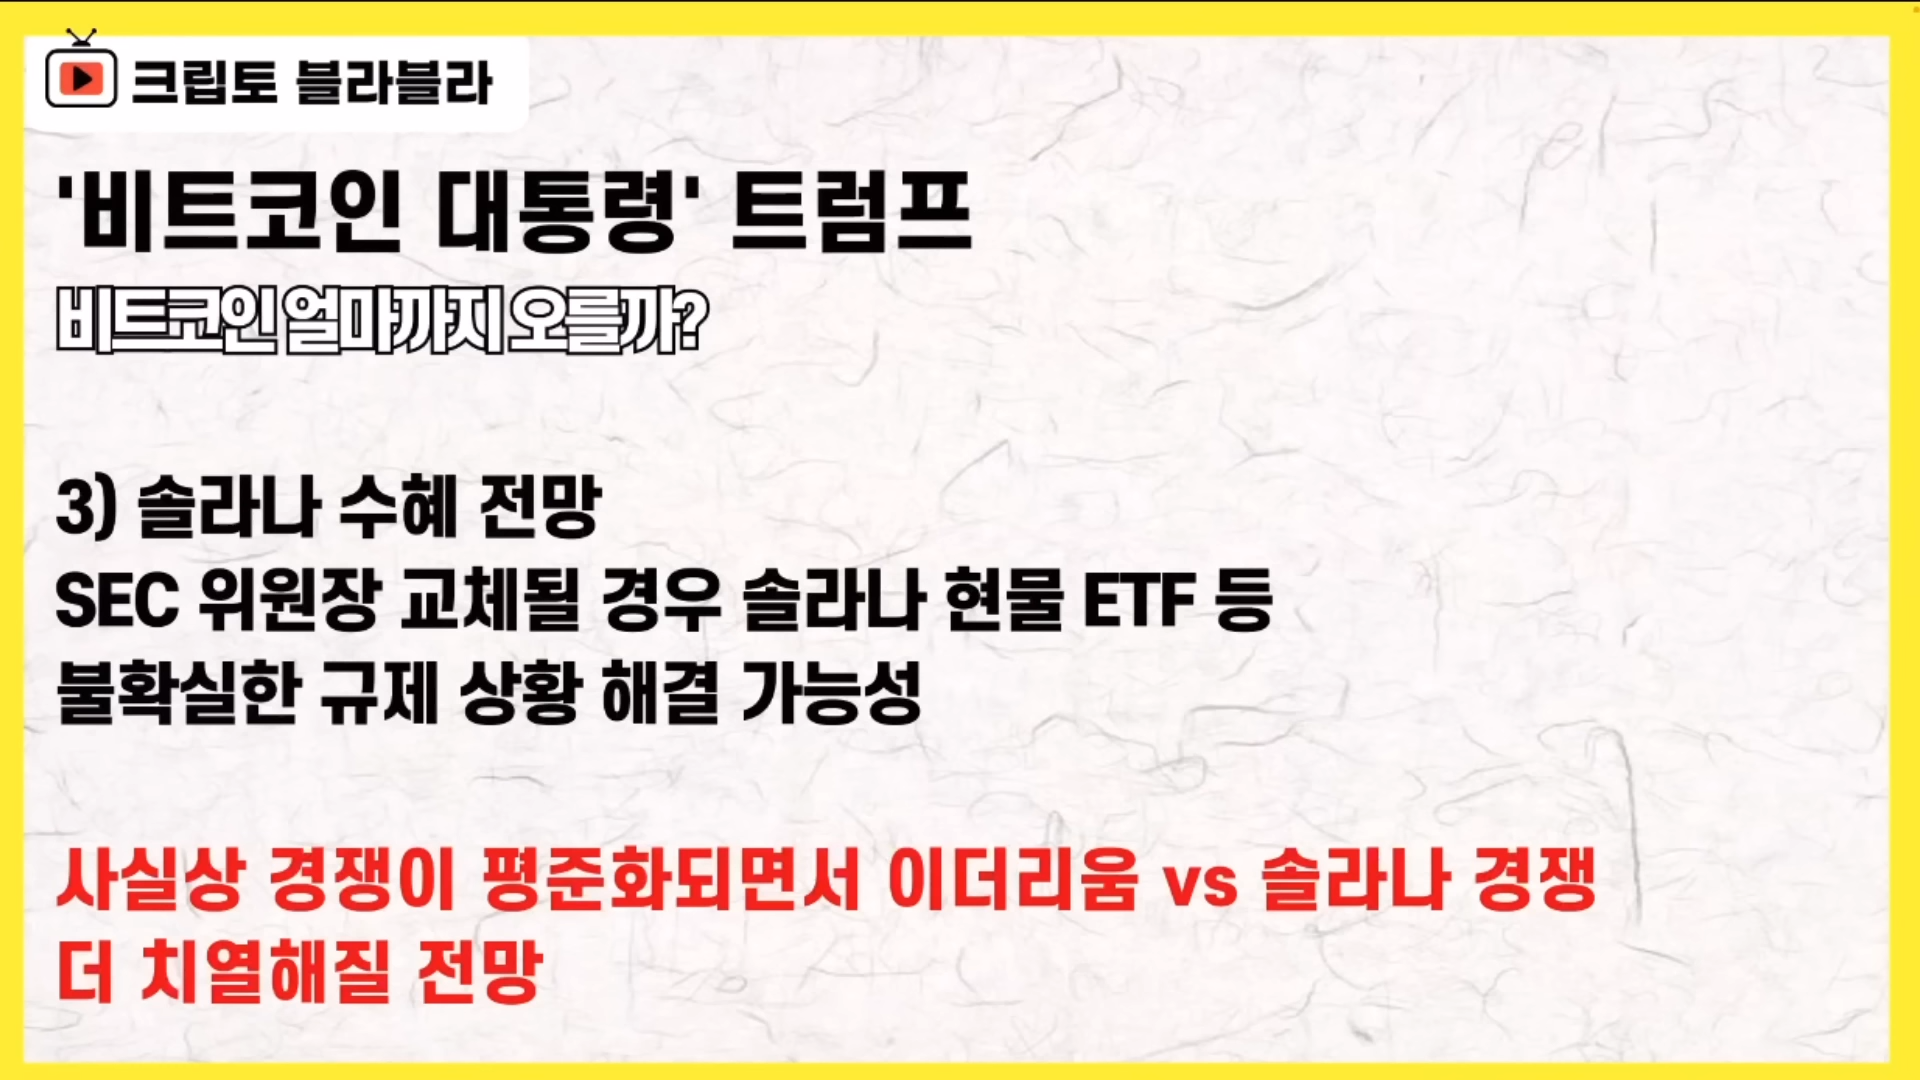 크립토 블라블라
'비트코인 대통령' 트럼프
비트코인 얼마까지 오를까?
3) 솔라나 수혜 전망
SEC 위원장 교체될 경우 솔라나 현물 ETF 등
불확실한 규제 상황 해결 가능성
사실상 경쟁이 평준화되면서 이더리움 vs 솔라나 경쟁
더 치열해질 전망